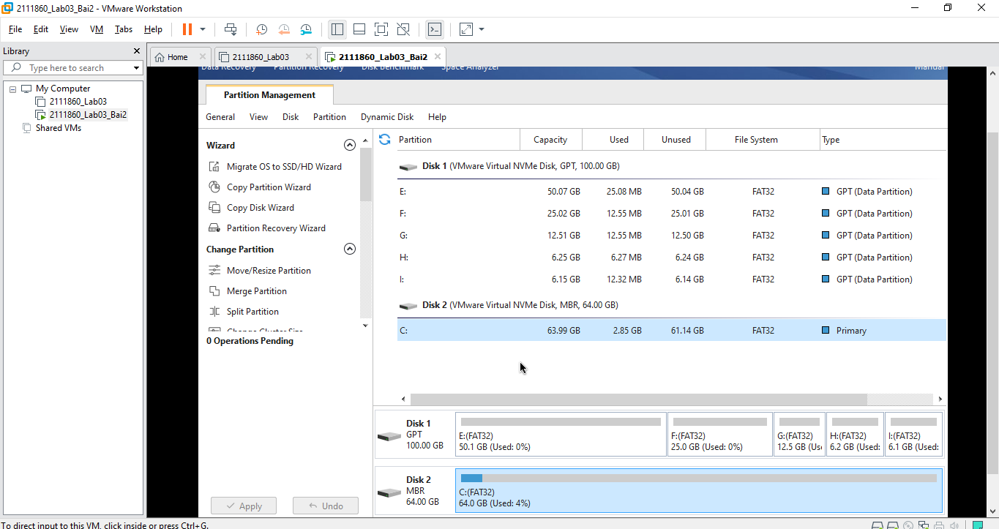 2111860_Lab03_Bai2 - VMware Workstation
File Edit View VM Tabs Help
Library
Type here to search
My Computer
2111860_Lab03
2111860_Lab03_Bai2
Shared VMs
Home 2111860_Lab03 2111860_Lab03_Bai2
Data Recovery Partition Recovery Disk Benchmark Space Analyzer Manual
Partition Management
General View Disk Partition Dynamic Disk Help
Wizard
Migrate OS to SSD/HD Wizard
Copy Partition Wizard
Copy Disk Wizard
Partition Recovery Wizard
Change Partition
Move/Resize Partition
Merge Partition
Split Partition
Change Cluster Size
0 Operations Pending
Apply Undo
Partition Capacity Used Unused File System Type
Disk 1 (VMware Virtual NVMe Disk, GPT, 100.00 GB)
E: 50.07 GB 25.08 MB 50.04 GB FAT32 GPT (Data Partition)
F: 25.02 GB 12.55 MB 25.01 GB FAT32 GPT (Data Partition)
G: 12.51 GB 12.55 MB 12.50 GB FAT32 GPT (Data Partition)
H: 6.25 GB 6.27 MB 6.24 GB FAT32 GPT (Data Partition)
I: 6.15 GB 12.32 MB 6.14 GB FAT32 GPT (Data Partition)
Disk 2 (VMware Virtual NVMe Disk, MBR, 64.00 GB)
C: 63.99 GB 2.85 GB 61.14 GB FAT32 Primary
Disk 1
GPT
100.00 GB
E:(FAT32)
50.1 GB (Used: 0%)
F:(FAT32)
25.0 GB (Used: 0%)
G:(FAT32)
12.5 GB (Us
H:(FAT32)
6.2 GB (Used:
I:(FAT32)
6.1 GB (Used:
Disk 2
MBR
64.00 GB
C:(FAT32)
64.0 GB (Used: 4%)
To direct input to this VM, click inside or press Ctrl+G.